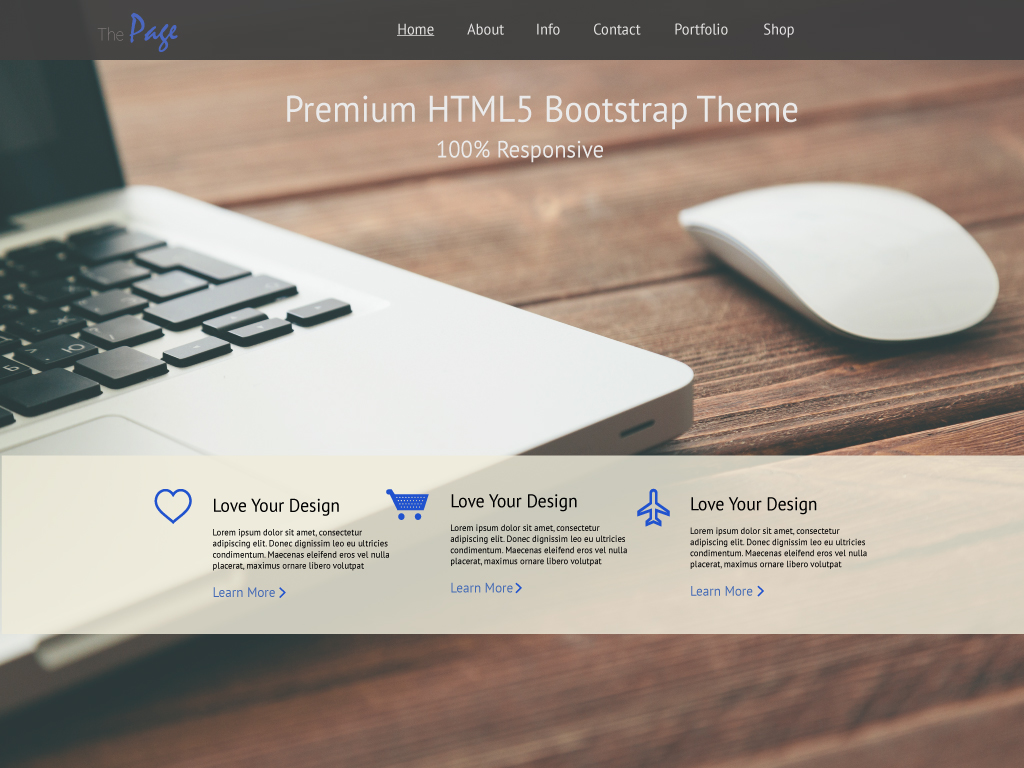 The Page
Home About Info Contact Portfolio Shop
Premium HTML5 Bootstrap Theme
100% Responsive
Love Your Design
Lorem ipsum dolor sit amet, consectetur
adipiscing elit. Donec dignissim leo eu ultricies
condimentum. Maecenas eleifend eros vel nulla
placerat, maximus ornare libero volutpat
Learn More
Love Your Design
Lorem ipsum dolor sit amet, consectetur
adipiscing elit. Donec dignissim leo eu ultricies
condimentum. Maecenas eleifend eros vel nulla
placerat, maximus ornare libero volutpat
Learn More
Love Your Design
Lorem ipsum dolor sit amet, consectetur
adipiscing elit. Donec dignissim leo eu ultricies
condimentum. Maecenas eleifend eros vel nulla
placerat, maximus ornare libero volutpat
Learn More
Ю
Б